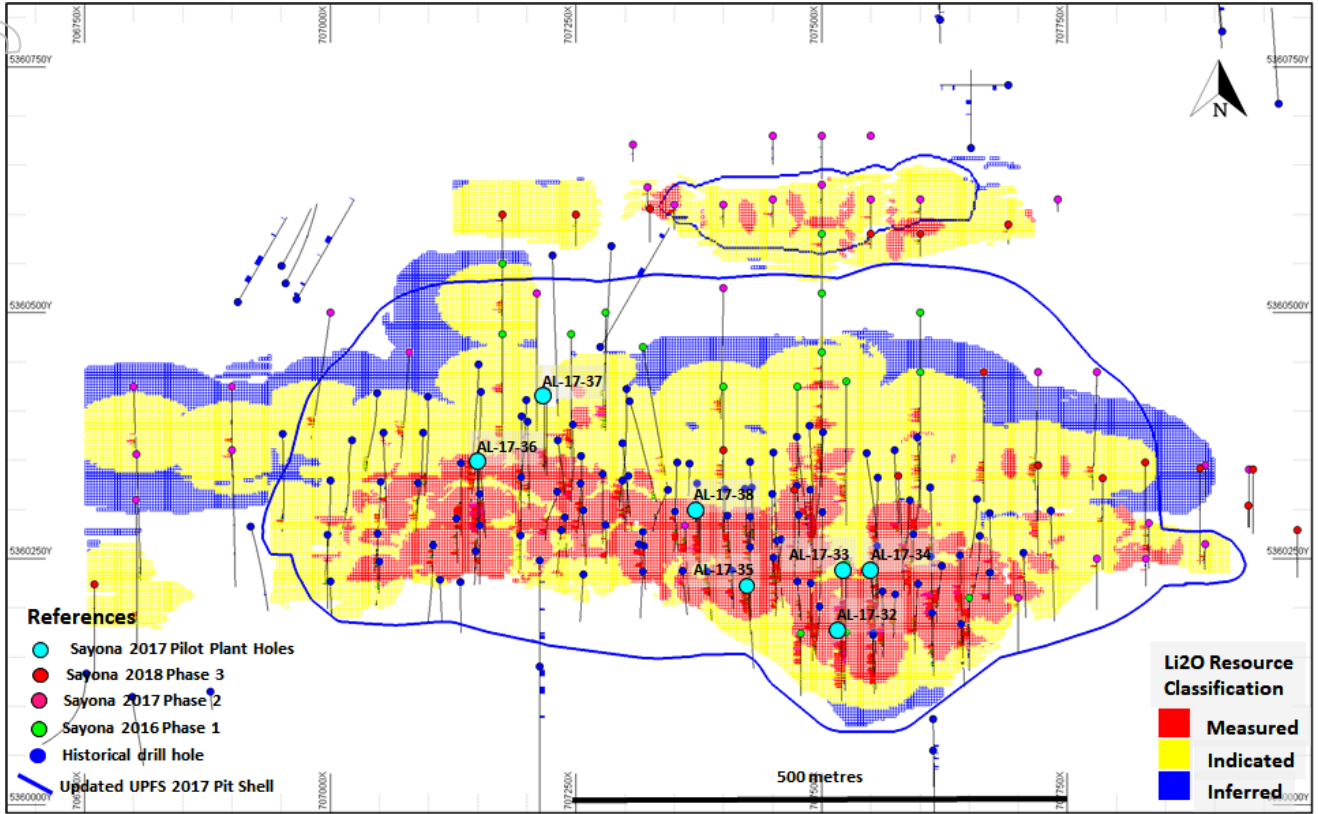 706750X 707000X 707250X 707500X 707750X
5360750Y 5360750Y
N
5360500Y 5360500Y
AL-17-37
AL-17-36
AL-17-38
5360250Y 5360250Y
AL-17-33 AL-17-34
AL-17-35
AL-17-32
References
Sayona 2017 Pilot Plant Holes
Sayona 2018 Phase 3
Sayona 2017 Phase 2
Sayona 2016 Phase 1
Historical drill hole
Updated UPFS 2017 Pit Shell
Li2O Resource
Classification
Measured
Indicated
Inferred
500 metres
5360000Y
706750X 707000X 707250X 707500X 707750X